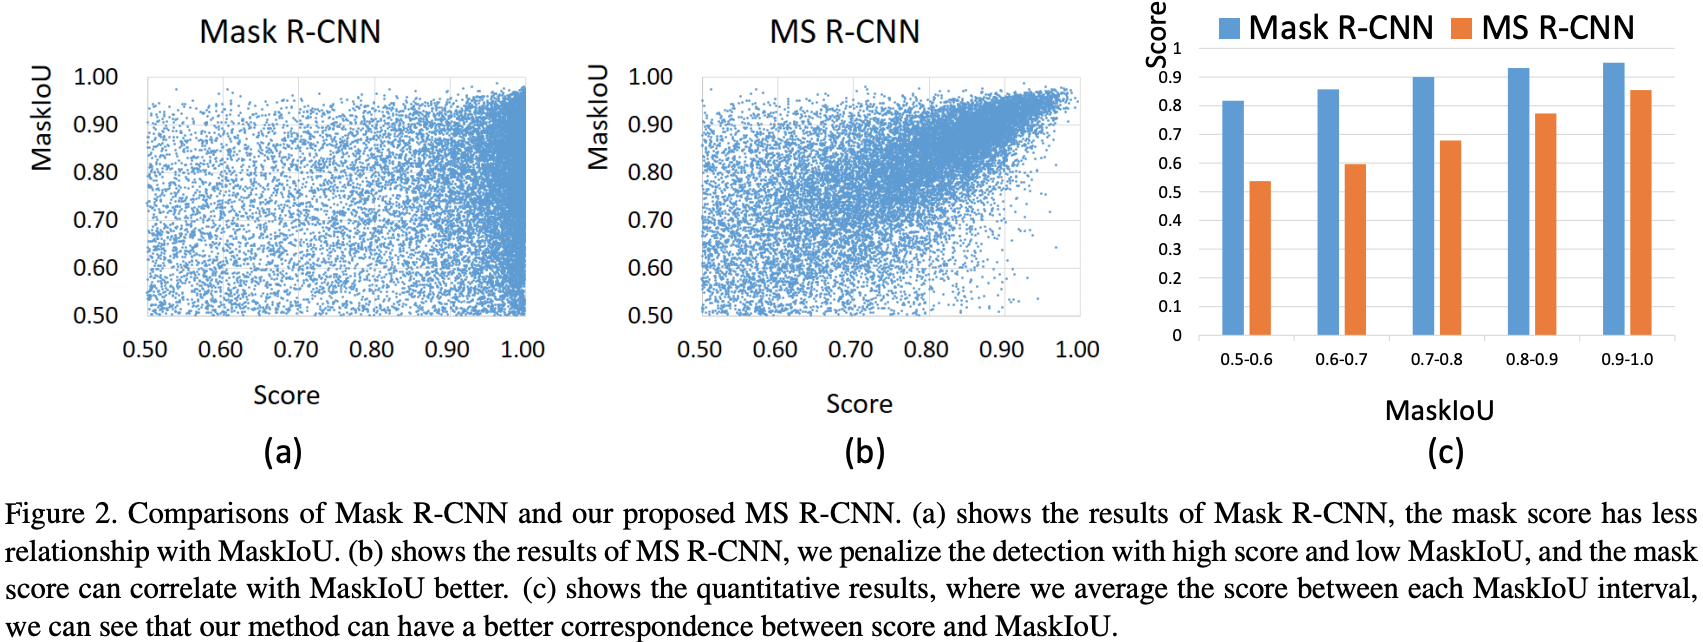 Mask R-CNN
MaskIoU
1.00
0.90
0.80
0.70
0.60
0.50
0.50 0.60 0.70 0.80 0.90 1.00
Score
(a)
MS R-CNN
MaskIoU
1.00
0.90
0.80
0.70
0.60
0.50
0.50 0.60 0.70 0.80 0.90 1.00
Score
(b)
Score
Mask R-CNN MS R-CNN
1
0.9
0.8
0.7
0.6
0.5
0.4
0.3
0.2
0.1
0
0.5-0.6 0.6-0.7 0.7-0.8 0.8-0.9 0.9-1.0
MaskIoU
(c)
Figure 2. Comparisons of Mask R-CNN and our proposed MS R-CNN. (a) shows the results of Mask R-CNN, the mask score has less
relationship with MaskIoU. (b) shows the results of MS R-CNN, we penalize the detection with high score and low MaskIoU, and the mask
score can correlate with MaskIoU better. (c) shows the quantitative results, where we average the score between each MaskIoU interval,
we can see that our method can have a better correspondence between score and MaskIoU.